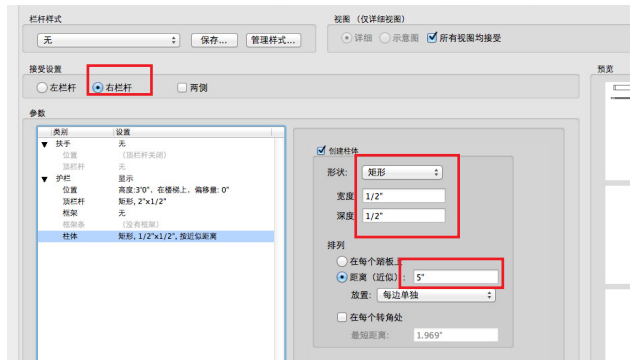 栏杆样式
无
保存...
管理样式...
视图 （仅详细视图）
详细
示意图
所有视图均接受
接受设置
左栏杆
右栏杆
两侧
预览
参数
类别
设置
扶手
无
位置
（顶栏杆关闭）
顶栏杆
无
护栏
显示
位置
高度:3'0", 在楼梯上, 偏移量: 0"
顶栏杆
矩形, 2"x1/2"
框架
无
框架条
（没有框架）
柱体
矩形, 1/2"x1/2", 按近似距离
创建柱体
形状:
矩形
宽度
1/2"
深度
1/2"
排列
在每个踏板上
距离（近似）:
5"
放置:
每边单独
在每个转角处
最短距离:
1.969"